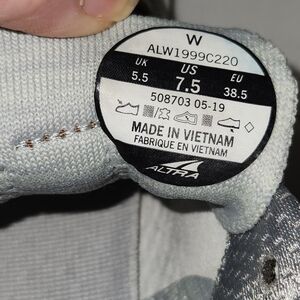 W
ALW1999C220
UK US EU
5.5 7.5 38.5
508703 05-19
MADE IN VIETNAM
FABRIQUE EN VIETNAM
ALTRA